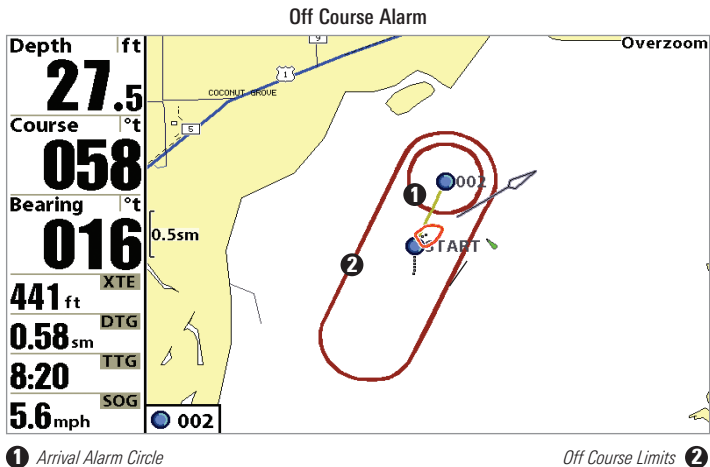 Off Course Alarm
Depth ft
27.5
Course °t
058
Bearing °t
016
XTE
441 ft
DTG
0.58 sm
TTG
8:20
SOG
5.6 mph
Overzoom
9
1
COCONUT GROVE
5
0.5sm
002
1
START
2
002
1 Arrival Alarm Circle
Off Course Limits 2